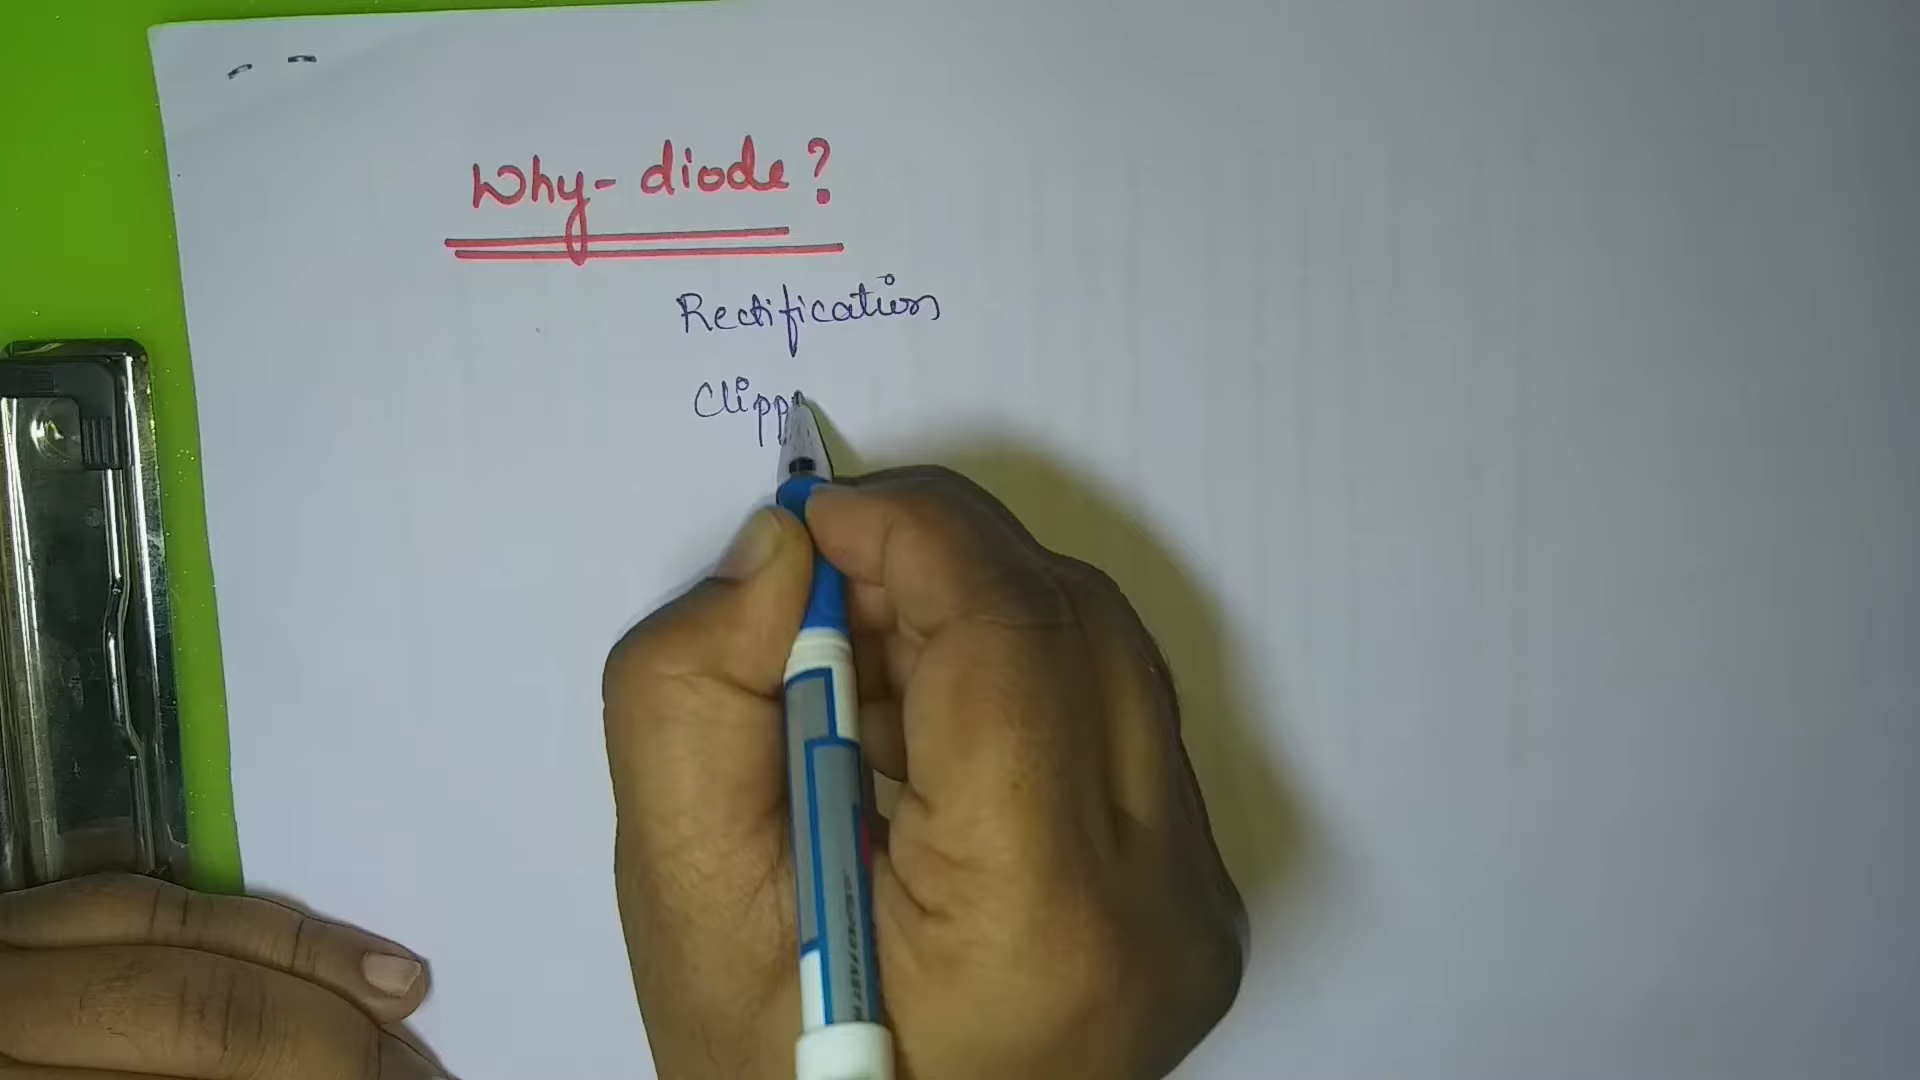 Why- diode?
Rectification
Clipp